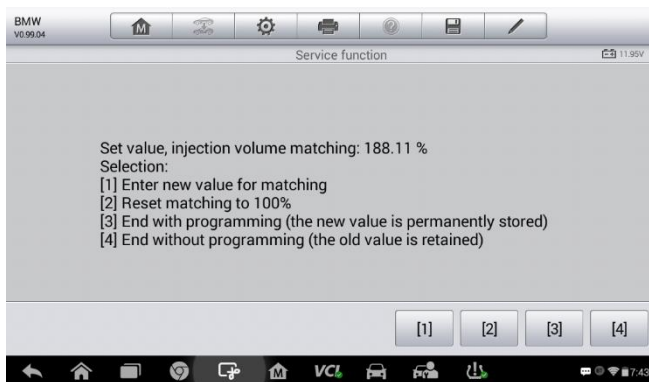 BMW
V0.99.04
Service function
11.95V
Set value, injection volume matching: 188.11 %
Selection:
[1] Enter new value for matching
[2] Reset matching to 100%
[3] End with programming (the new value is permanently stored)
[4] End without programming (the old value is retained)
[1] [2] [3] [4]
VCI
7:43